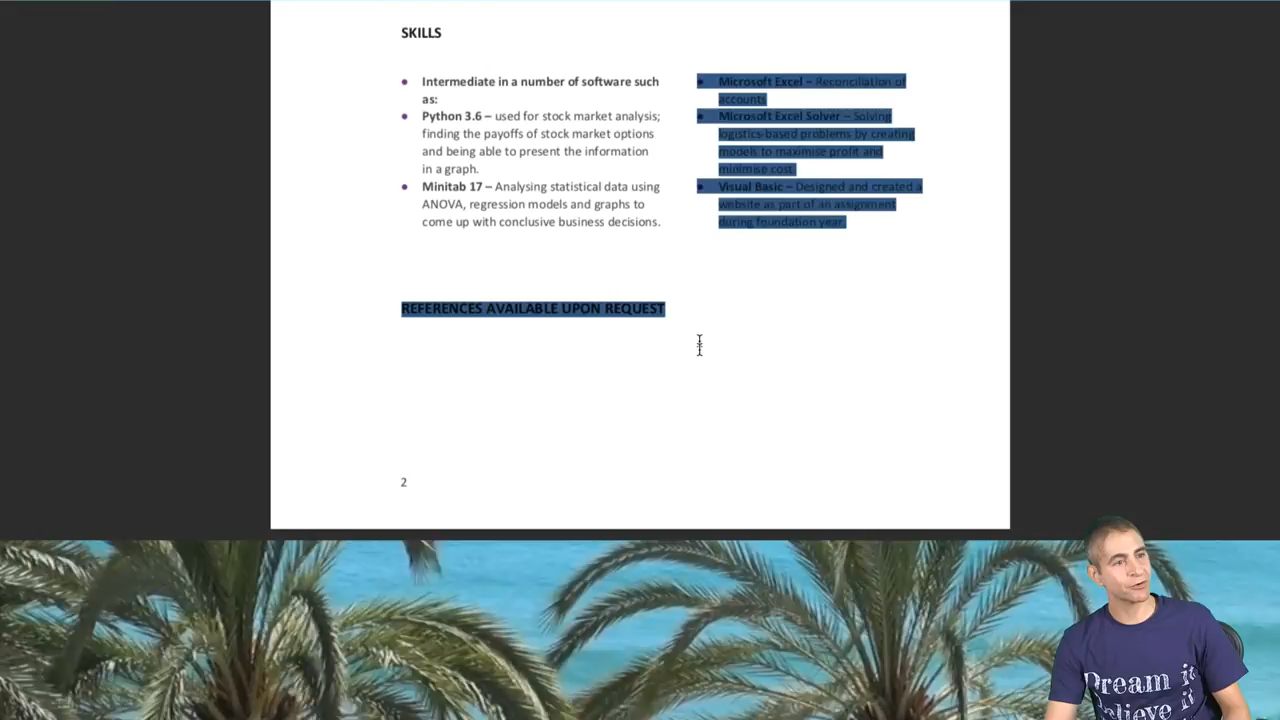 SKILLS
Intermediate in a number of software such
as:
Python 3.6 – used for stock market analysis;
finding the payoffs of stock market options
and being able to present the information
in a graph.
Minitab 17 – Analysing statistical data using
ANOVA, regression models and graphs to
come up with conclusive business decisions.
Microsoft Excel – Reconciliation of
accounts
Microsoft Excel Solver – Solving
logistics-based problems by creating
models to maximise profit and
minimise cost.
Visual Basic – Designed and created a
website as part of an assignment
during foundation year.
REFERENCES AVAILABLE UPON REQUEST
2
Dream it
Believe it